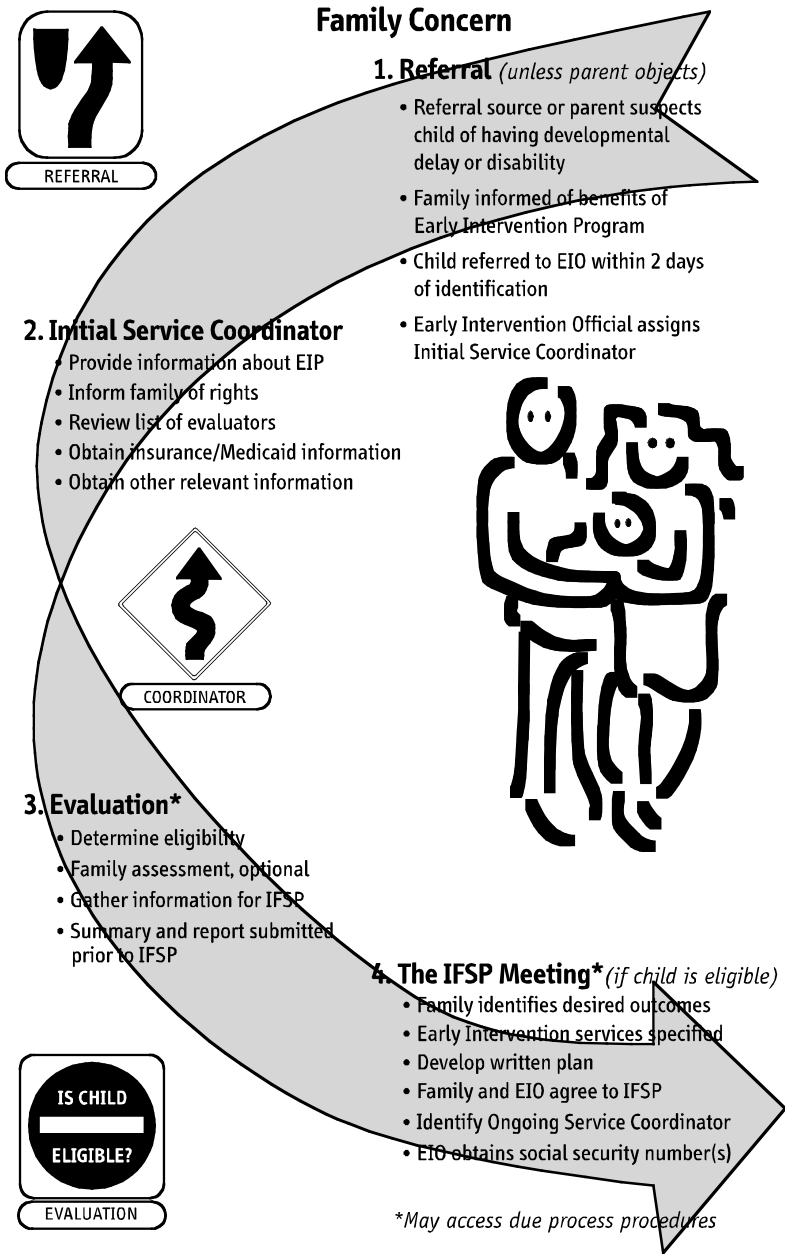 Family Concern
REFERRAL
1. Referral (unless parent objects)
• Referral source or parent suspects
child of having developmental
delay or disability
• Family informed of benefits of
Early Intervention Program
• Child referred to EIO within 2 days
of identification
• Early Intervention Official assigns
Initial Service Coordinator
2. Initial Service Coordinator
• Provide information about EIP
• Inform family of rights
• Review list of evaluators
• Obtain insurance/Medicaid information
• Obtain other relevant information
COORDINATOR
3. Evaluation*
• Determine eligibility
• Family assessment, optional
• Gather information for IFSP
• Summary and report submitted
prior to IFSP
IS CHILD
ELIGIBLE?
EVALUATION
4. The IFSP Meeting* (if child is eligible)
• Family identifies desired outcomes
• Early Intervention services specified
• Develop written plan
• Family and EIO agree to IFSP
• Identify Ongoing Service Coordinator
• EIO obtains social security number(s)
*May access due process procedures